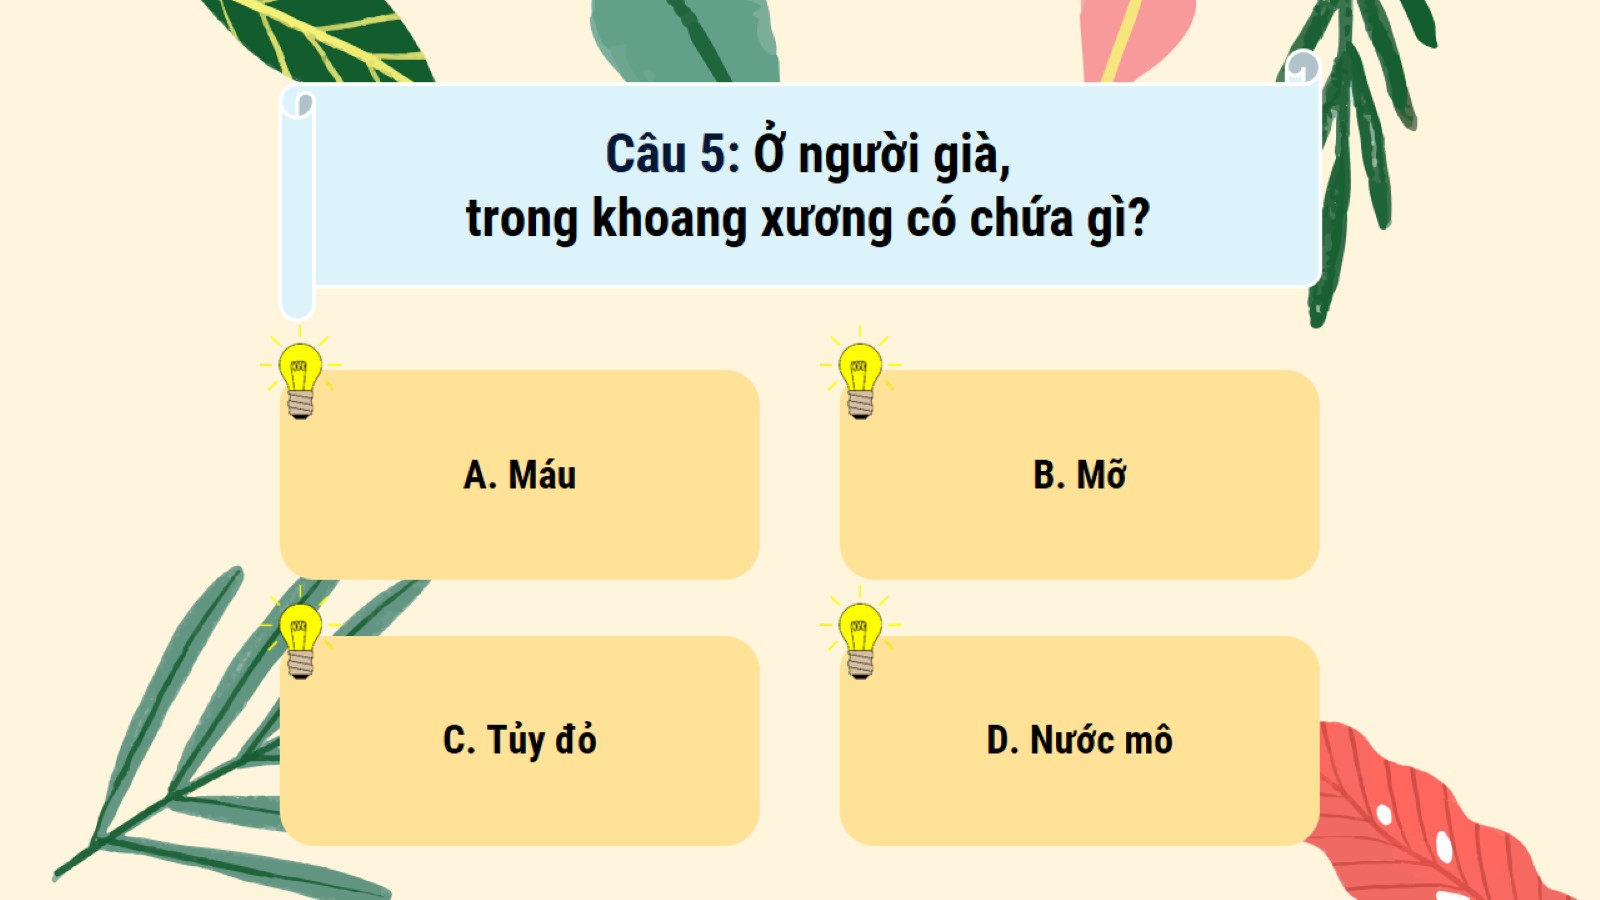 Câu 5: Ở người già,
trong khoang xương có chứa gì?
A. Máu
B. Mỡ
C. Tủy đỏ
D. Nước mô